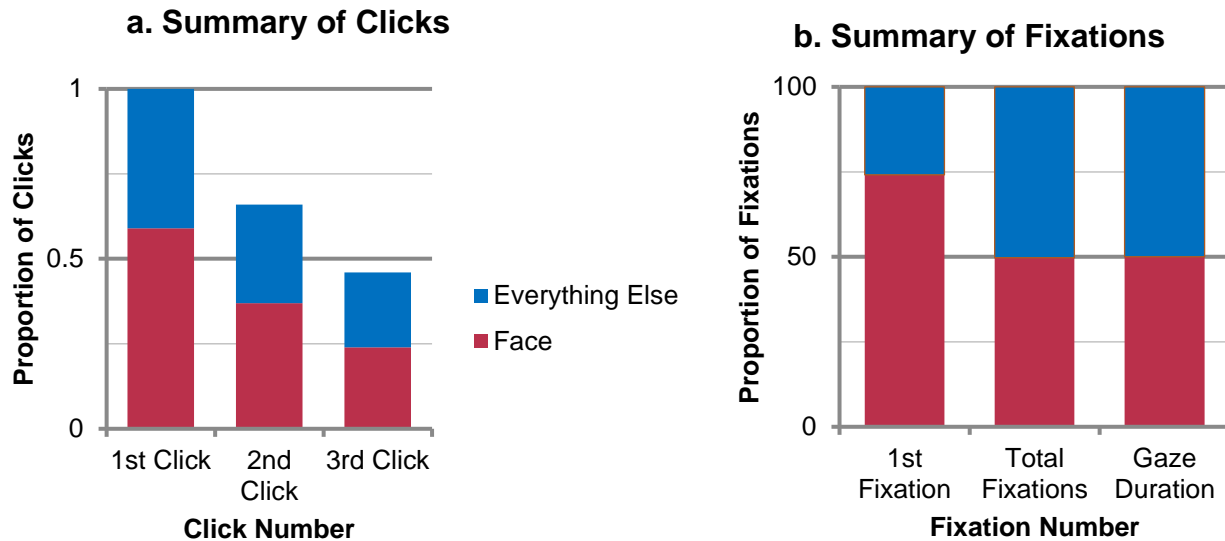 a. Summary of Clicks
Proportion of Clicks
1
0.5
0
1st Click
2nd
Click
3rd Click
Click Number
Everything Else
Face
b. Summary of Fixations
Proportion of Fixations
100
50
0
1st
Fixation
Total
Fixations
Gaze
Duration
Fixation Number